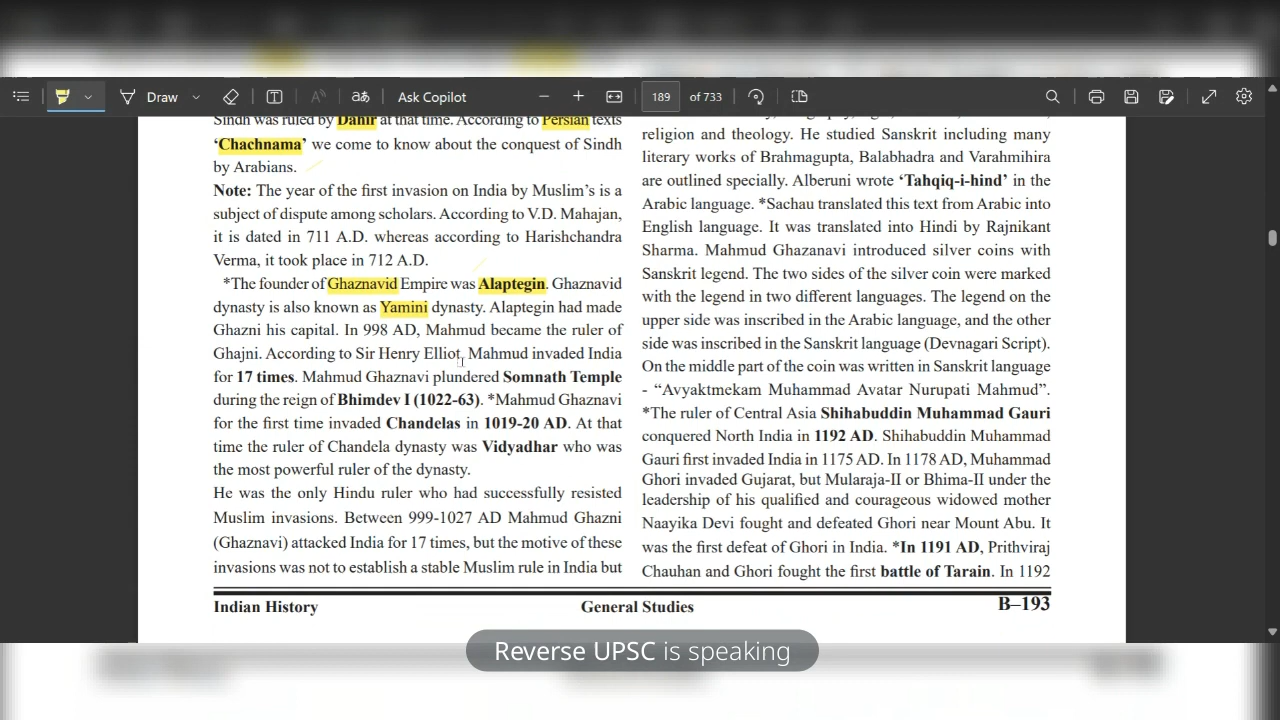 Draw
Ask Copilot
189 of 733
Sindh was ruled by Dahir at that time. According to Persian texts
‘Chachnama’ we come to know about the conquest of Sindh
by Arabians.
Note: The year of the first invasion on India by Muslim’s is a
subject of dispute among scholars. According to V.D. Mahajan,
it is dated in 711 A.D. whereas according to Harishchandra
Verma, it took place in 712 A.D.
*The founder of Ghaznavid Empire was Alaptegin. Ghaznavid
dynasty is also known as Yamini dynasty. Alaptegin had made
Ghazni his capital. In 998 AD, Mahmud became the ruler of
Ghajni. According to Sir Henry Elliot, Mahmud invaded India
for 17 times. Mahmud Ghaznavi plundered Somnath Temple
during the reign of Bhimdev I (1022-63). *Mahmud Ghaznavi
for the first time invaded Chandelas in 1019-20 AD. At that
time the ruler of Chandela dynasty was Vidyadhar who was
the most powerful ruler of the dynasty.
He was the only Hindu ruler who had successfully resisted
Muslim invasions. Between 999-1027 AD Mahmud Ghazni
(Ghaznavi) attacked India for 17 times, but the motive of these
invasions was not to establish a stable Muslim rule in India but
religion and theology. He studied Sanskrit including many
literary works of Brahmagupta, Balabhadra and Varahmihira
are outlined specially. Alberuni wrote ‘Tahqiq-i-hind’ in the
Arabic language. *Sachau translated this text from Arabic into
English language. It was translated into Hindi by Rajnikant
Sharma. Mahmud Ghazanavi introduced silver coins with
Sanskrit legend. The two sides of the silver coin were marked
with the legend in two different languages. The legend on the
upper side was inscribed in the Arabic language, and the other
side was inscribed in the Sanskrit language (Devnagari Script).
On the middle part of the coin was written in Sanskrit language
- “Avyaktmekam Muhammad Avatar Nurupati Mahmud”.
*The ruler of Central Asia Shihabuddin Muhammad Gauri
conquered North India in 1192 AD. Shihabuddin Muhammad
Gauri first invaded India in 1175 AD. In 1178 AD, Muhammad
Ghori invaded Gujarat, but Mularaja-II or Bhima-II under the
leadership of his qualified and courageous widowed mother
Naayika Devi fought and defeated Ghori near Mount Abu. It
was the first defeat of Ghori in India. *In 1191 AD, Prithviraj
Chauhan and Ghori fought the first battle of Tarain. In 1192
Indian History
General Studies
B–193
Reverse UPSC is speaking